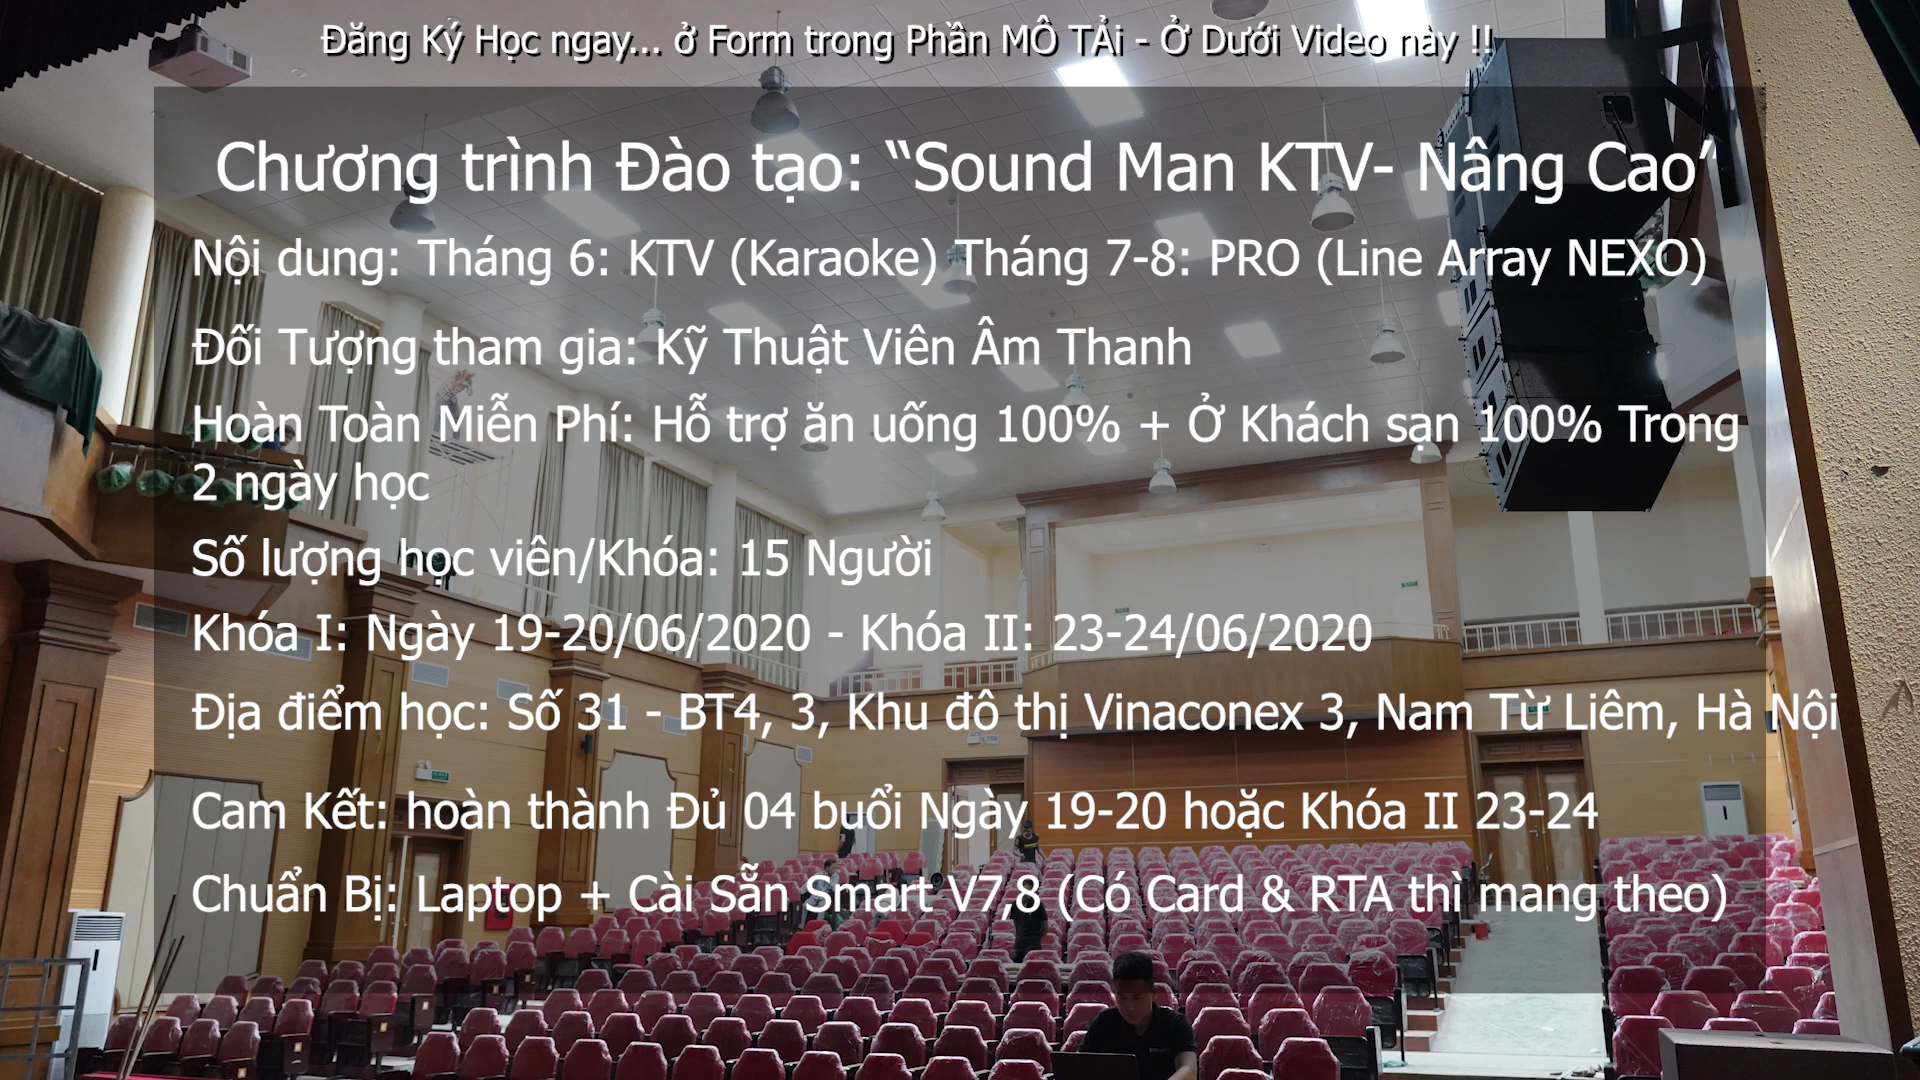 Đăng Ký Học ngay... ở Form trong Phần MÔ TẢi - Ở Dưới Video này !!
Chương trình Đào tạo: “Sound Man KTV- Nâng Cao”
Nội dung: Tháng 6: KTV (Karaoke) Tháng 7-8: PRO (Line Array NEXO)
Đối Tượng tham gia: Kỹ Thuật Viên Âm Thanh
Hoàn Toàn Miễn Phí: Hỗ trợ ăn uống 100% + Ở Khách sạn 100% Trong
2 ngày học
Số lượng học viên/Khóa: 15 Người
Khóa I: Ngày 19-20/06/2020 - Khóa II: 23-24/06/2020
Địa điểm học: Số 31 - BT4, 3, Khu đô thị Vinaconex 3, Nam Từ Liêm, Hà Nội
Cam Kết: hoàn thành Đủ 04 buổi Ngày 19-20 hoặc Khóa II 23-24
Chuẩn Bị: Laptop + Cài Sẵn Smart V7,8 (Có Card & RTA thì mang theo)